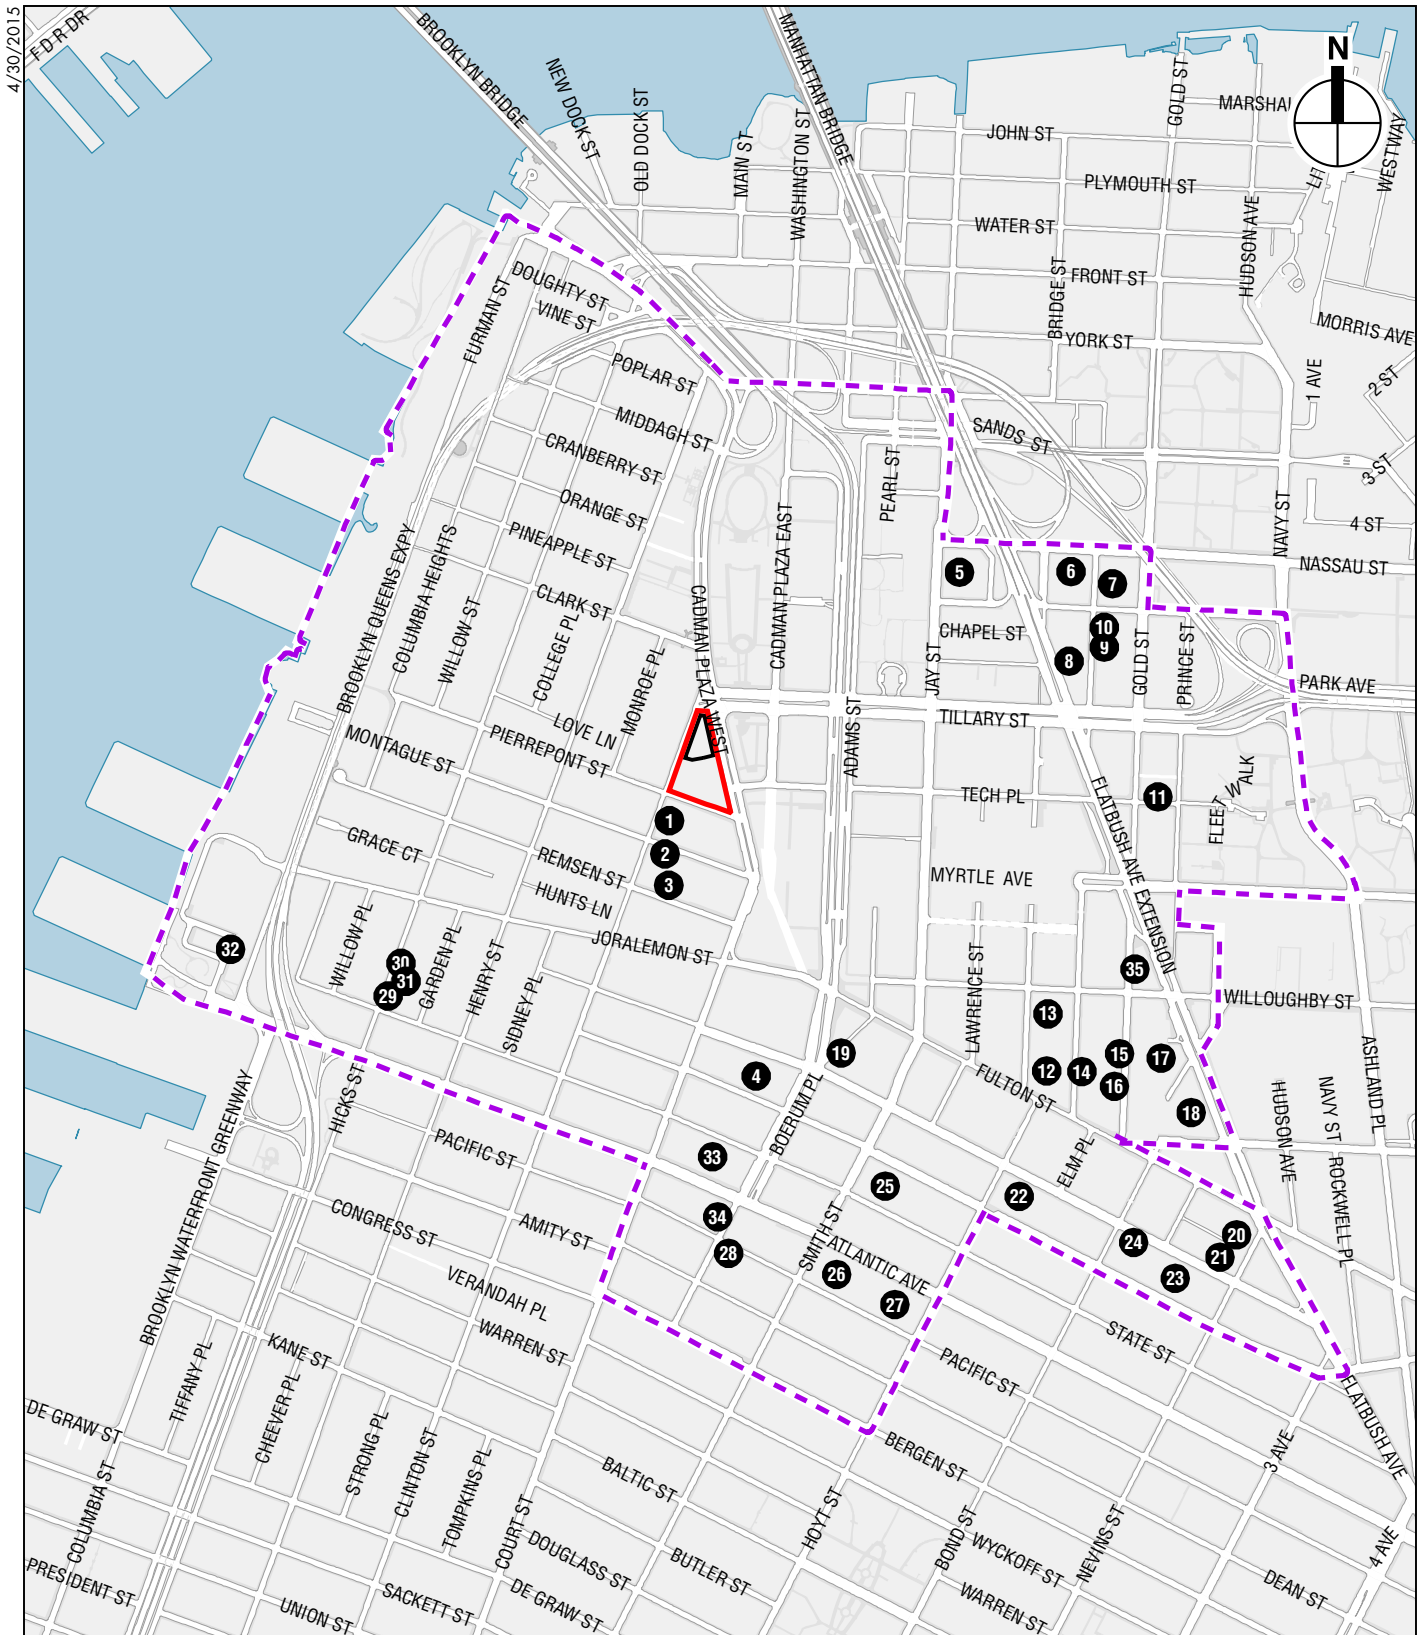 4/30/2015
F D R DR
BROOKLYN BRIDGE
MANHATTAN BRIDGE
N
NEW DOCK ST
OLD DOCK ST
MAIN ST
WASHINGTON ST
GOLD ST
MARSHAL
JOHN ST
WESTWAY
PLYMOUTH ST
WATER ST
HUDSON AVE
FRONT ST
BRIDGE ST
YORK ST
MORRIS AVE
1 AVE
2 ST
3 ST
4 ST
DOUGHTY ST
VINE ST
FURMAN ST
POPLAR ST
MIDDAGH ST
CRANBERRY ST
ORANGE ST
PINEAPPLE ST
CLARK ST
SANDS ST
PEARL ST
NAVY ST
NASSAU ST
CADMAN PLAZA EAST
CADMAN PLAZA WEST
BROOKLYN QUEENS EXPY
COLUMBIA HEIGHTS
WILLOW ST
COLLEGE PL
MONROE PL
LOVE LN
PIERREPONT ST
MONTAGUE ST
5
6
7
CHAPEL ST
10
9
8
JAY ST
GOLD ST
PRINCE ST
PARK AVE
TILLARY ST
ADAMS ST
TECH PL
11
FLATBUSH AVE EXTENSION
FLEET WALK
1
2
3
GRACE CT
REMSEN ST
HUNTS LN
JORALEMON ST
MYRTLE AVE
WILLOW PL
GARDEN PL
HENRY ST
SIDNEY PL
32
30
31
29
35
LAWRENCE ST
WILLOUGHBY ST
13
19
4
12
14
15
16
17
18
FULTON ST
BOERUM PL
ASHLAND PL
HUDSON AVE
NAVY ST
ROCKWELL PL
ELM PL
HICKS ST
BROOKLYN WATERFRONT GREENWAY
PACIFIC ST
33
25
22
34
28
SMITH ST
ATLANTIC AVE
26
27
24
20
21
23
CONGRESS ST
AMITY ST
VERANDAH PL
WARREN ST
STATE ST
PACIFIC ST
KANE ST
TIFFANY PL
CHEEVER PL
STRONG PL
CLINTON ST
TOMPKINS PL
COURT ST
DE GRAW ST
COLUMBIA ST
PRESIDENT ST
UNION ST
SACKETT ST
DE GRAW ST
DOUGLASS ST
BUTLER ST
BALTIC ST
HOYT ST
BERGEN ST
BOND ST
WYCKOFF ST
WARREN ST
NEVINS ST
3 AVE
FLATBUSH AVE
4 AVE
DEAN ST